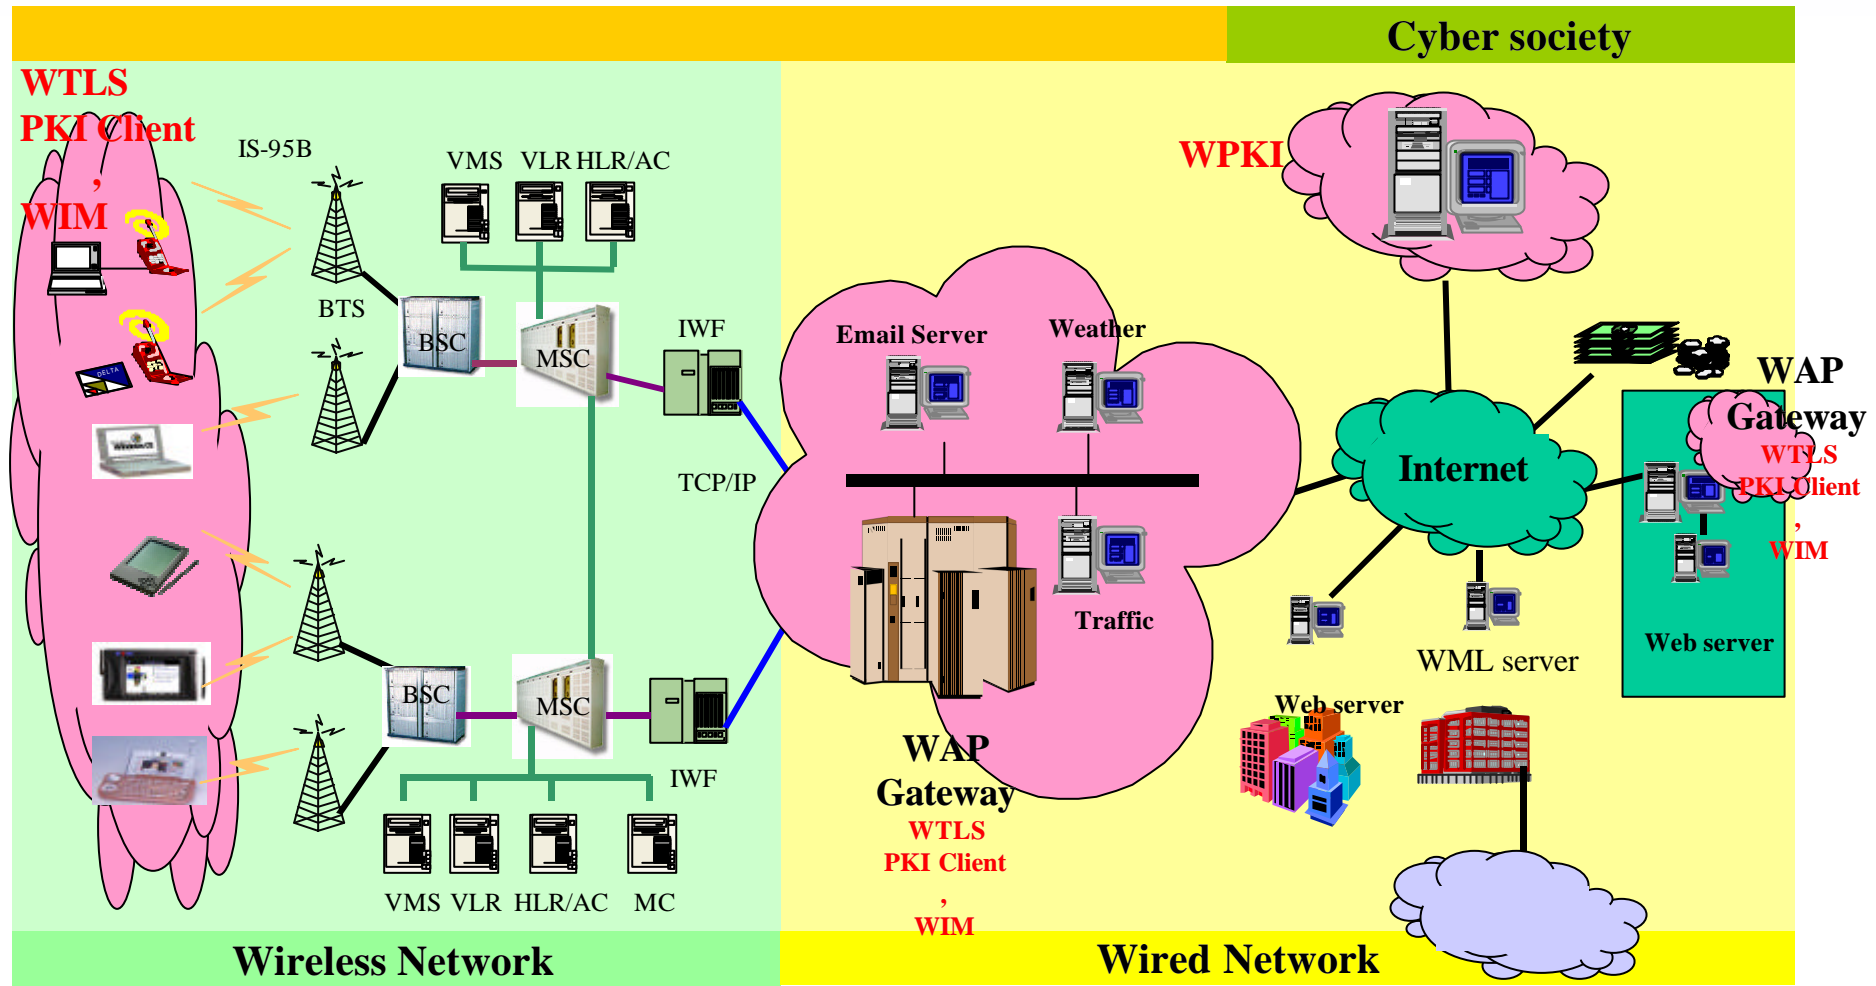 Cyber society
WTLS
PKI Client
,
WIM
IS-95B
VMS
VLR
HLR/AC
BTS
BSC
MSC
IWF
TCP/IP
BSC
MSC
IWF
VMS
VLR
HLR/AC
MC
DELTA
Email Server
Weather
Traffic
WAP
Gateway
WTLS
PKI Client
,
WIM
WPKI
Internet
WAP
Gateway
WTLS
PKI Client
,
WIM
Web server
WML server
Web server
Wireless Network
Wired Network